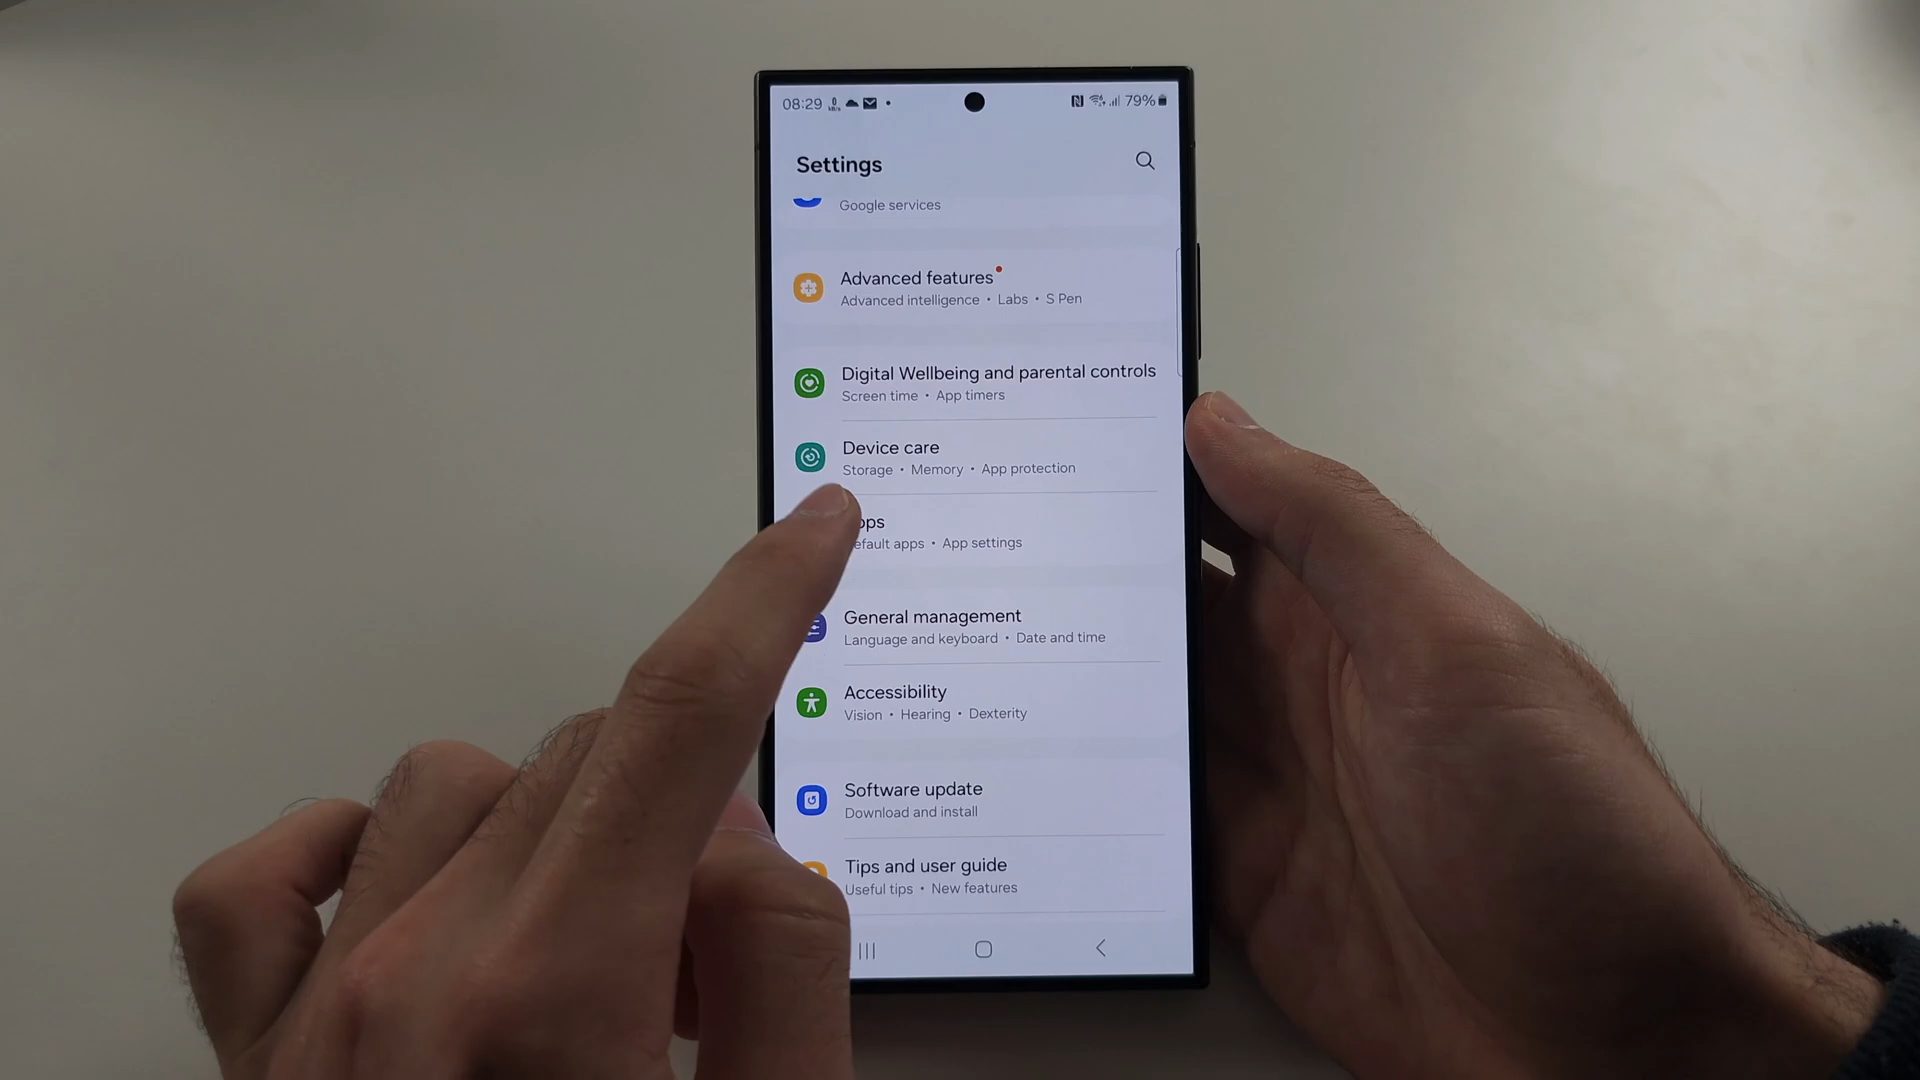 08:29 79%
Settings
Google services
Advanced features
Advanced intelligence • Labs • S Pen
Digital Wellbeing and parental controls
Screen time • App timers
Device care
Storage • Memory • App protection
pps
efault apps • App settings
General management
Language and keyboard • Date and time
Accessibility
Vision • Hearing • Dexterity
Software update
Download and install
Tips and user guide
Useful tips • New features